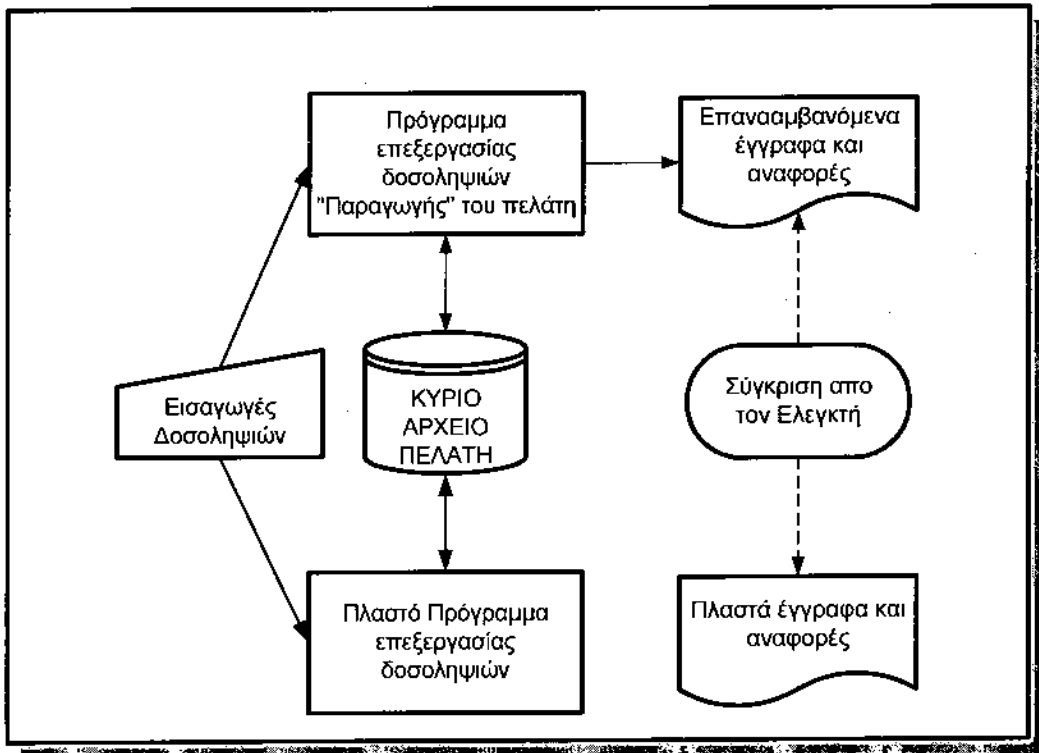 Πρόγραμμα
επεξεργασίας
δοσοληψιών
"Παραγωγής" του πελάτη
Επανααμβανόμενα
έγγραφα και
αναφορές
Εισαγωγές
Δοσοληψιών
ΚΥΡΙΟ
ΑΡΧΕΙΟ
ΠΕΛΑΤΗ
Σύγκριση απο
τον Ελεγκτή
Πλαστό Πρόγραμμα
επεξεργασίας
δοσοληψιών
Πλαστά έγγραφα και
αναφορές